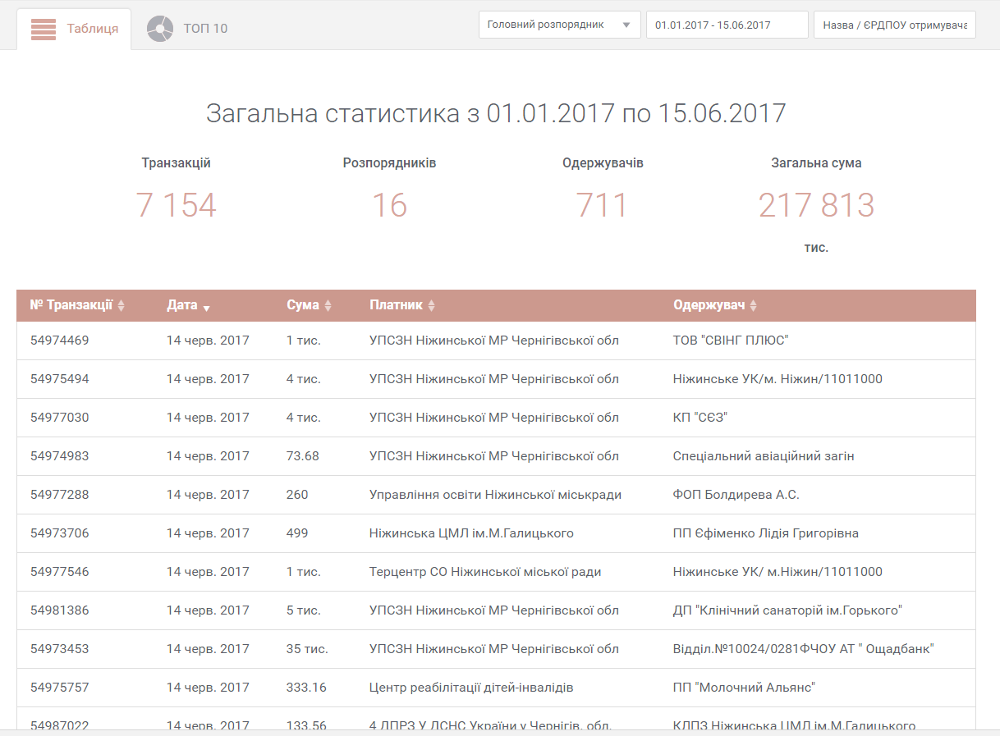 Таблиця ТОП 10 Головний розпорядник 01.01.2017 - 15.06.2017 Назва / ЄРДПОУ отримувача
Загальна статистика з 01.01.2017 по 15.06.2017
Транзакцій Розпорядників Одержувачів Загальна сума
7 154 16 711 217 813
тис.
№ Транзакції Дата Сума Платник Одержувач
54974469 14 черв. 2017 1 тис. УПСЗН Ніжинської МР Чернігівської обл ТОВ "СВІНГ ПЛЮС"
54975494 14 черв. 2017 4 тис. УПСЗН Ніжинської МР Чернігівської обл Ніжинське УК/м. Ніжин/11011000
54977030 14 черв. 2017 4 тис. УПСЗН Ніжинської МР Чернігівської обл КП "СЄЗ"
54974983 14 черв. 2017 73.68 УПСЗН Ніжинської МР Чернігівської обл Спеціальний авіаційний загін
54977288 14 черв. 2017 260 Управління освіти Ніжинської міськради ФОП Болдирева А.С.
54973706 14 черв. 2017 499 Ніжинська ЦМЛ ім.М.Галицького ПП Єфіменко Лідія Григорівна
54977546 14 черв. 2017 1 тис. Терцентр СО Ніжинської міської ради Ніжинське УК/ м.Ніжин/11011000
54981386 14 черв. 2017 5 тис. УПСЗН Ніжинської МР Чернігівської обл ДП "Клінічний санаторій ім.Горького"
54973453 14 черв. 2017 35 тис. УПСЗН Ніжинської МР Чернігівської обл Відділ.№10024/0281ФЧОУ АТ " Ощадбанк"
54975757 14 черв. 2017 333.16 Центр реабілітації дітей-інвалідів ПП "Молочний Альянс"
54987022 14 черв. 2017 133.56 4 ДПРЗ У ДСНС України у Чернігів. обл. КЛПЗ Ніжинська ЦМЛ ім.М.Галицького